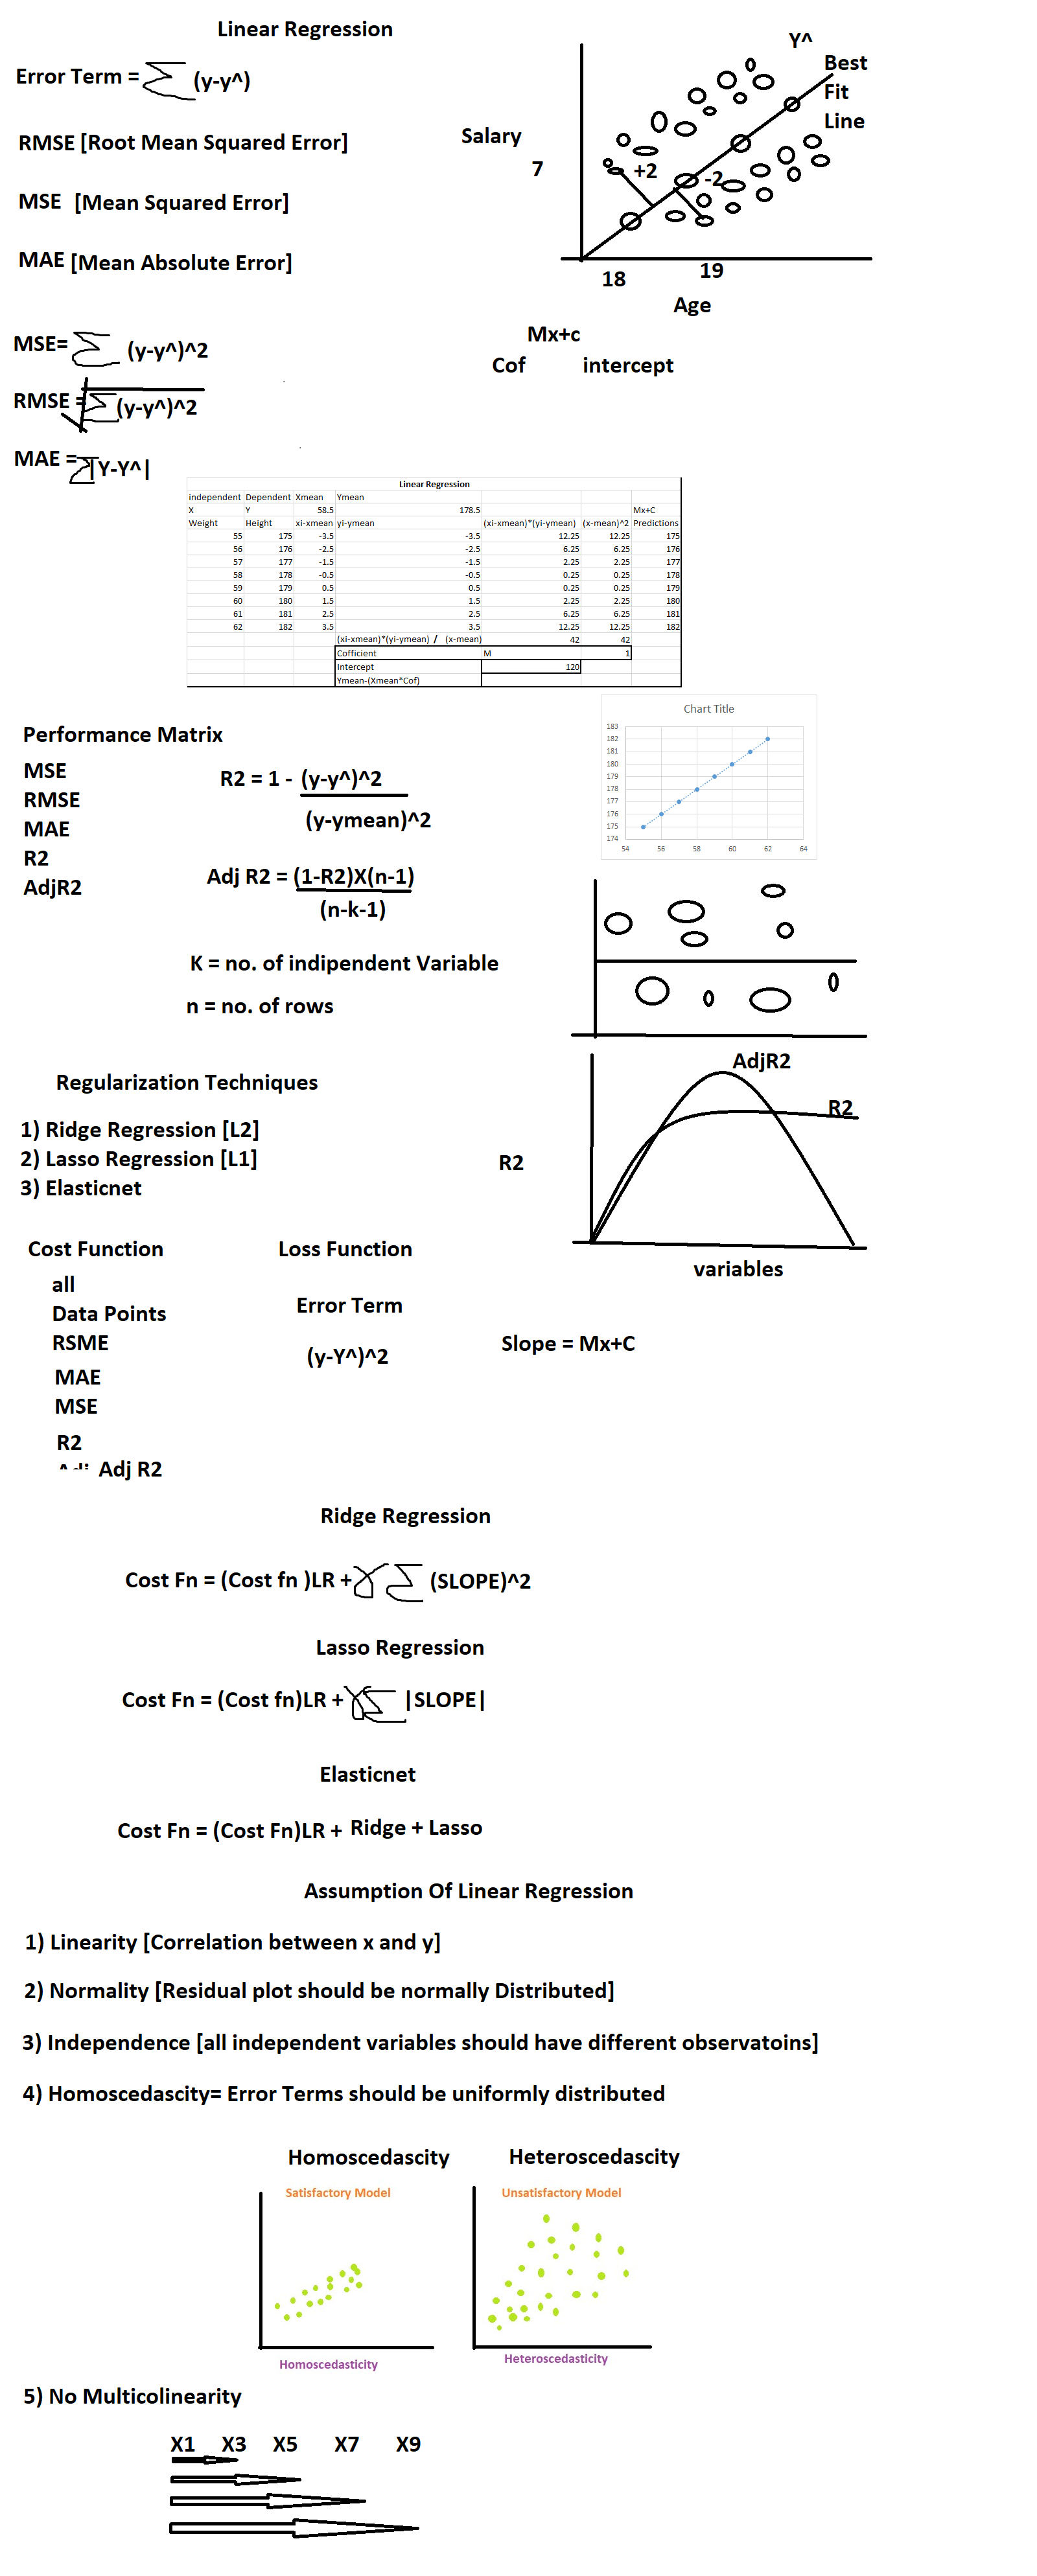 Linear Regression
Error Term = ∑ (y-y^)
RMSE [Root Mean Squared Error]
MSE [Mean Squared Error]
MAE [Mean Absolute Error]
Y^
Best
Fit
Line
Salary
7
+2
-2
18
19
Age
Mx+c
Cof intercept
MSE= ∑ (y-y^)^2
RMSE = √∑(y-y^)^2
MAE = ∑|Y-Y^|
Linear Regression
independent Dependent Xmean Ymean
X Y 58.5 178.5 Mx+C
Weight Height xi-xmean yi-ymean (xi-xmean)*(yi-ymean) (x-mean)^2 Predictions
55 175 -3.5 -3.5 12.25 12.25 175
56 176 -2.5 -2.5 6.25 6.25 176
57 177 -1.5 -1.5 2.25 2.25 177
58 178 -0.5 -0.5 0.25 0.25 178
59 179 0.5 0.5 0.25 0.25 179
60 180 1.5 1.5 2.25 2.25 180
61 181 2.5 2.5 6.25 6.25 181
62 182 3.5 3.5 12.25 12.25 182
(xi-xmean)*(yi-ymean) / (x-mean) 42 42
Cofficient M 1
Intercept 120
Ymean-(Xmean*Cof)
Chart Title
183
182
181
180
179
178
177
176
175
174
54 56 58 60 62 64
Performance Matrix
MSE
RMSE
MAE
R2
AdjR2
R2 = 1 - (y-y^)^2
(y-ymean)^2
Adj R2 = (1-R2)X(n-1)
(n-k-1)
K = no. of indipendent Variable
n = no. of rows
AdjR2
R2
R2
variables
Regularization Techniques
1) Ridge Regression [L2]
2) Lasso Regression [L1]
3) Elasticnet
Cost Function
all
Data Points
RSME
MAE
MSE
R2
Adj R2
Loss Function
Error Term
(y-Y^)^2
Slope = Mx+C
Ridge Regression
Cost Fn = (Cost fn )LR + λ ∑ (SLOPE)^2
Lasso Regression
Cost Fn = (Cost fn)LR + λ∑ |SLOPE|
Elasticnet
Cost Fn = (Cost Fn)LR + Ridge + Lasso
Assumption Of Linear Regression
1) Linearity [Correlation between x and y]
2) Normality [Residual plot should be normally Distributed]
3) Independence [all independent variables should have different observatoins]
4) Homoscedascity= Error Terms should be uniformly distributed
Homoscedascity Heteroscedascity
Satisfactory Model Unsatisfactory Model
Homoscedasticity Heteroscedasticity
5) No Multicolinearity
X1 X3 X5 X7 X9